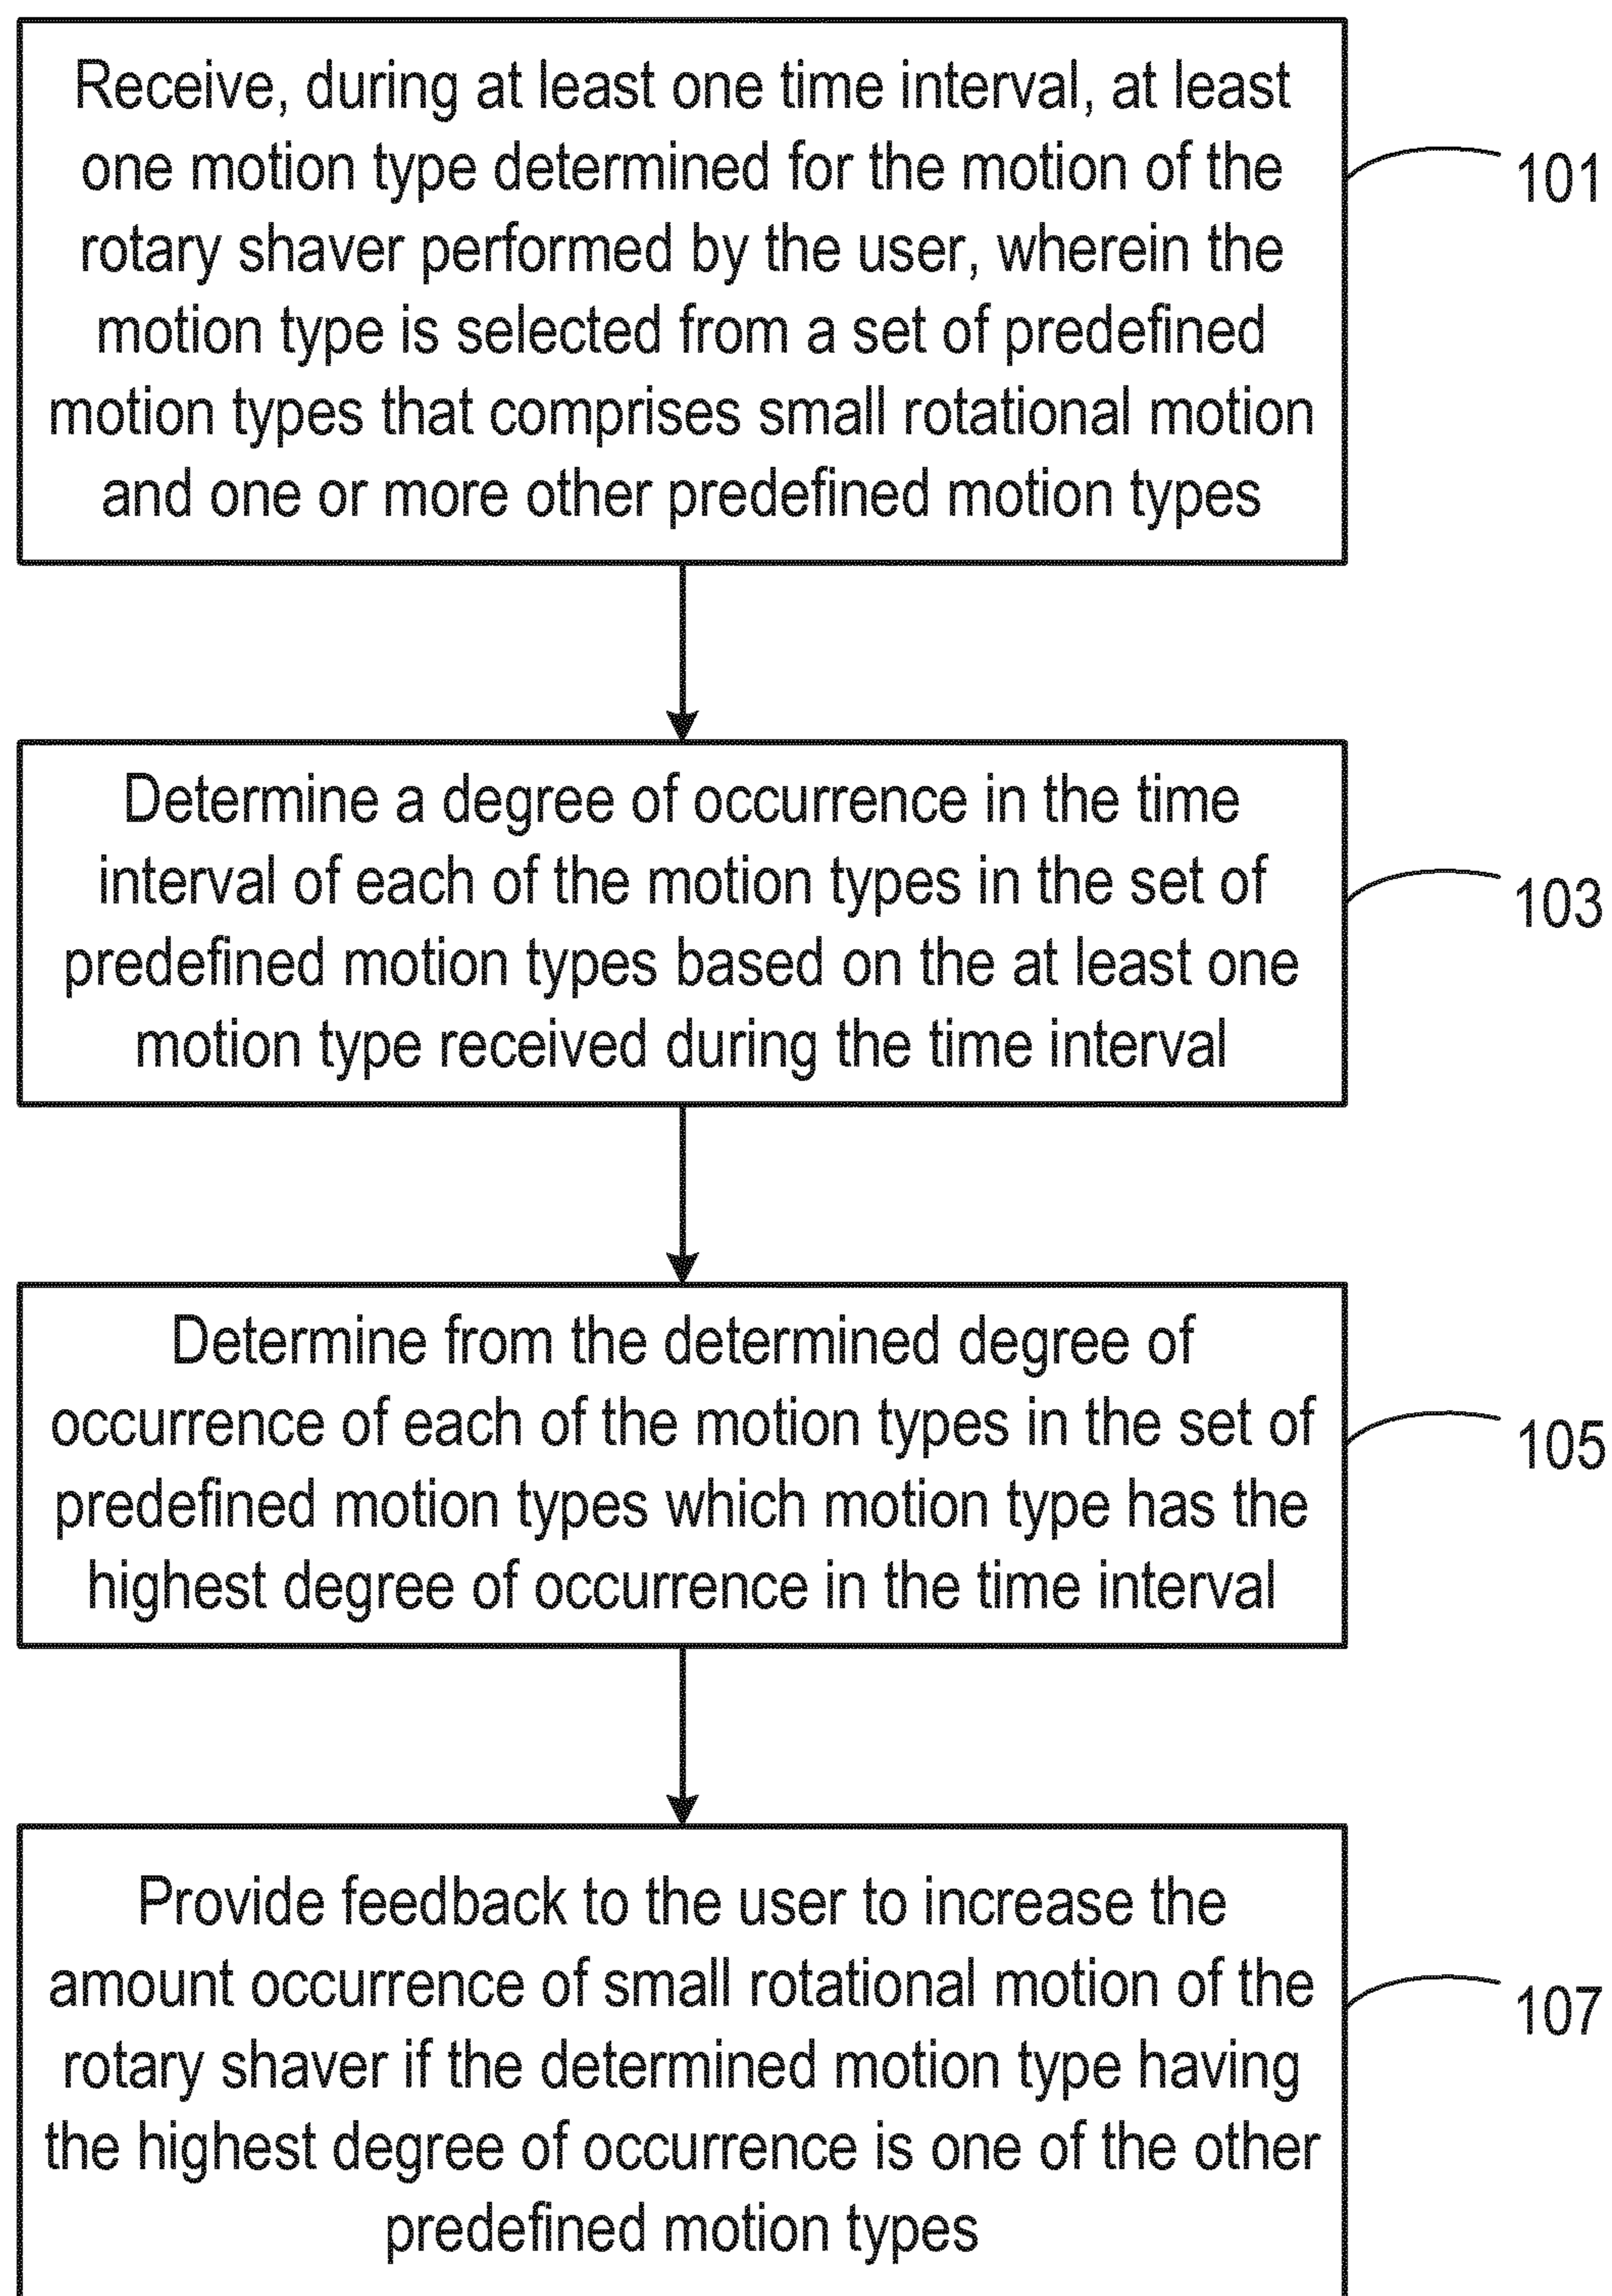 Receive, during at least one time interval, at least
one motion type determined for the motion of the
rotary shaver performed by the user, wherein the
motion type is selected from a set of predefined
motion types that comprises small rotational motion
and one or more other predefined motion types
101
Determine a degree of occurrence in the time
interval of each of the motion types in the set of
predefined motion types based on the at least one
motion type received during the time interval
103
Determine from the determined degree of
occurrence of each of the motion types in the set of
predefined motion types which motion type has the
highest degree of occurrence in the time interval
105
Provide feedback to the user to increase the
amount occurrence of small rotational motion of the
rotary shaver if the determined motion type having
the highest degree of occurrence is one of the other
predefined motion types
107